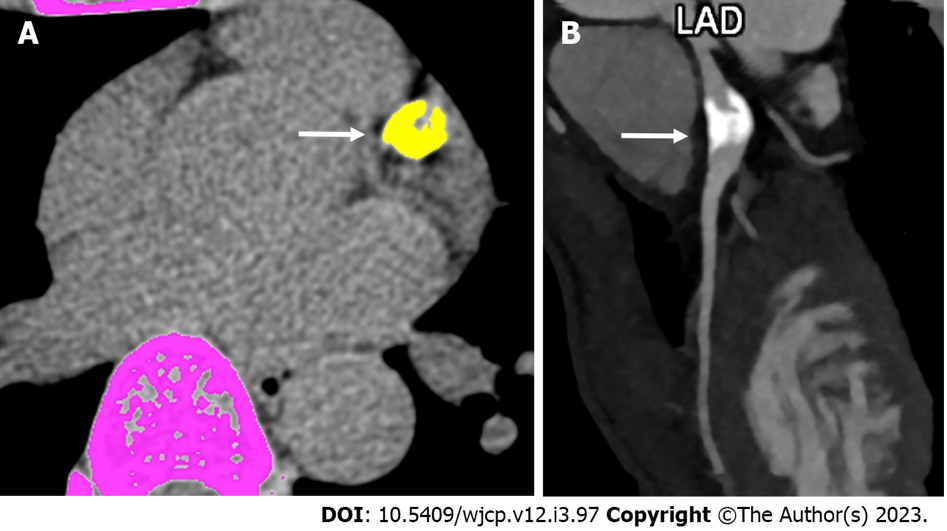 A
B
LAD
DOI: 10.5409/wjcp.v12.i3.97 Copyright ©The Author(s) 2023.